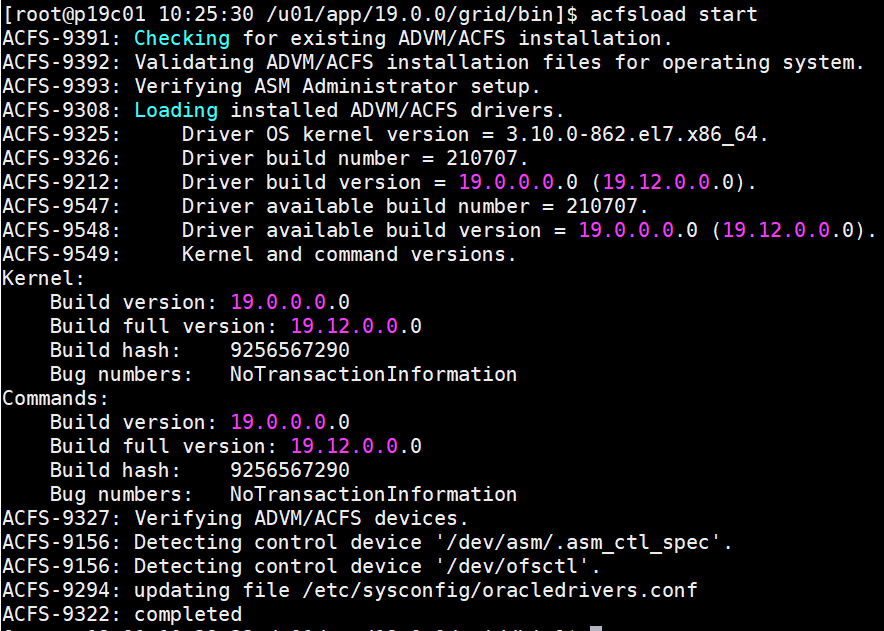 [root@p19c01 10:25:30 /u01/app/19.0.0/grid/bin]$ acfsload start
ACFS-9391: Checking for existing ADVM/ACFS installation.
ACFS-9392: Validating ADVM/ACFS installation files for operating system.
ACFS-9393: Verifying ASM Administrator setup.
ACFS-9308: Loading installed ADVM/ACFS drivers.
ACFS-9325:     Driver OS kernel version = 3.10.0-862.el7.x86_64.
ACFS-9326:     Driver build number = 210707.
ACFS-9212:     Driver build version = 19.0.0.0.0 (19.12.0.0.0).
ACFS-9547:     Driver available build number = 210707.
ACFS-9548:     Driver available build version = 19.0.0.0.0 (19.12.0.0.0).
ACFS-9549:     Kernel and command versions.
Kernel:
    Build version: 19.0.0.0.0
    Build full version: 19.12.0.0.0
    Build hash:    9256567290
    Bug numbers:   NoTransactionInformation
Commands:
    Build version: 19.0.0.0.0
    Build full version: 19.12.0.0.0
    Build hash:    9256567290
    Bug numbers:   NoTransactionInformation
ACFS-9327: Verifying ADVM/ACFS devices.
ACFS-9156: Detecting control device '/dev/asm/.asm_ctl_spec'.
ACFS-9156: Detecting control device '/dev/ofsctl'.
ACFS-9294: updating file /etc/sysconfig/oracledrivers.conf
ACFS-9322: completed